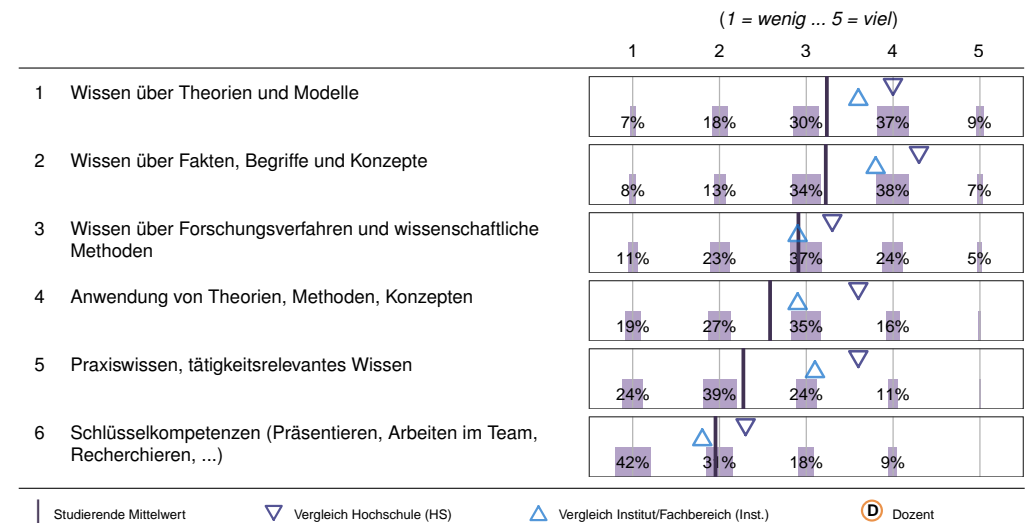 (1 = wenig ... 5 = viel)
1 2 3 4 5
1 Wissen über Theorien und Modelle
7% 18% 30% 37% 9%
2 Wissen über Fakten, Begriffe und Konzepte
8% 13% 34% 38% 7%
3 Wissen über Forschungsverfahren und wissenschaftliche
Methoden
11% 23% 37% 24% 5%
4 Anwendung von Theorien, Methoden, Konzepten
19% 27% 35% 16%
5 Praxiswissen, tätigkeitsrelevantes Wissen
24% 39% 24% 11%
6 Schlüsselkompetenzen (Präsentieren, Arbeiten im Team,
Recherchieren, ...)
42% 31% 18% 9%
Studierende Mittelwert Vergleich Hochschule (HS) Vergleich Institut/Fachbereich (Inst.) D Dozent